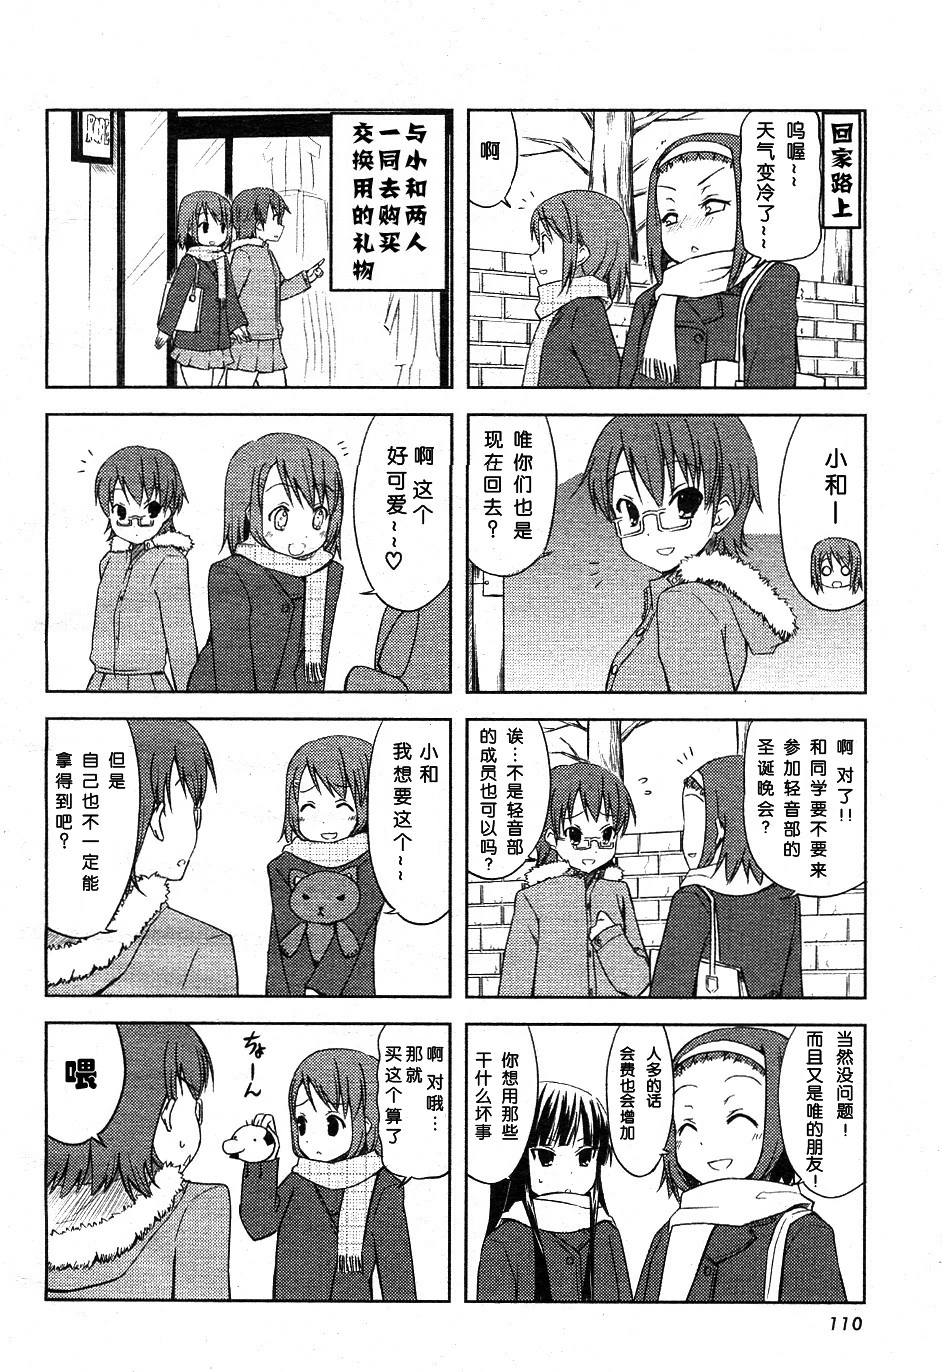 回家路上
呜喔~~
天气变冷了~~~
啊
小和ー
唯你们也是
现在回去?
啊 对了!!
和同学要不要来
参加轻音部的
圣诞晚会?
诶…不是轻音部
的成员也可以吗?
当然没问题!
而且又是唯的朋友!
人多的话
会费也会增加
你想用那些
干什么坏事
与小和两人
一同去购买
交换用的礼物
啊 这个
好可爱~♡
小和
我想要这个~
但是
自己也不一定能
拿得到吧?
啊 对哦…
那就
买这个算了
ちょーん
喂
110